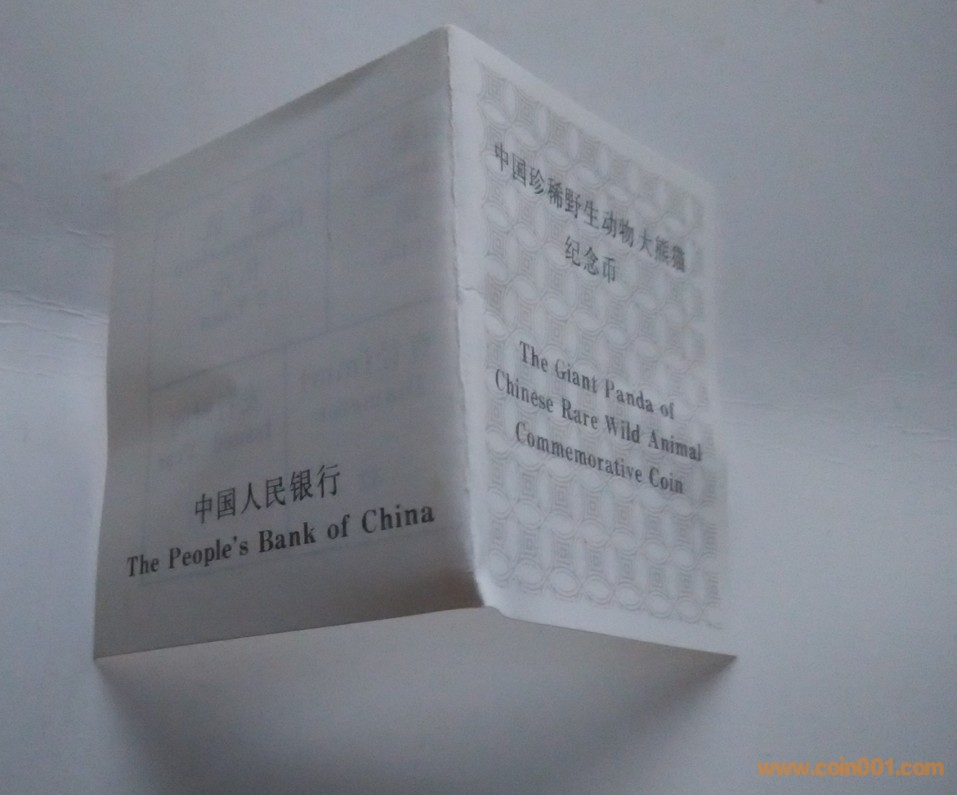 中国人民银行
The People's Bank of China
中国珍稀野生动物大熊猫
纪念币
The Giant Panda of
Chinese Rare Wild Animal
Commemorative Coin
www.coin001.com